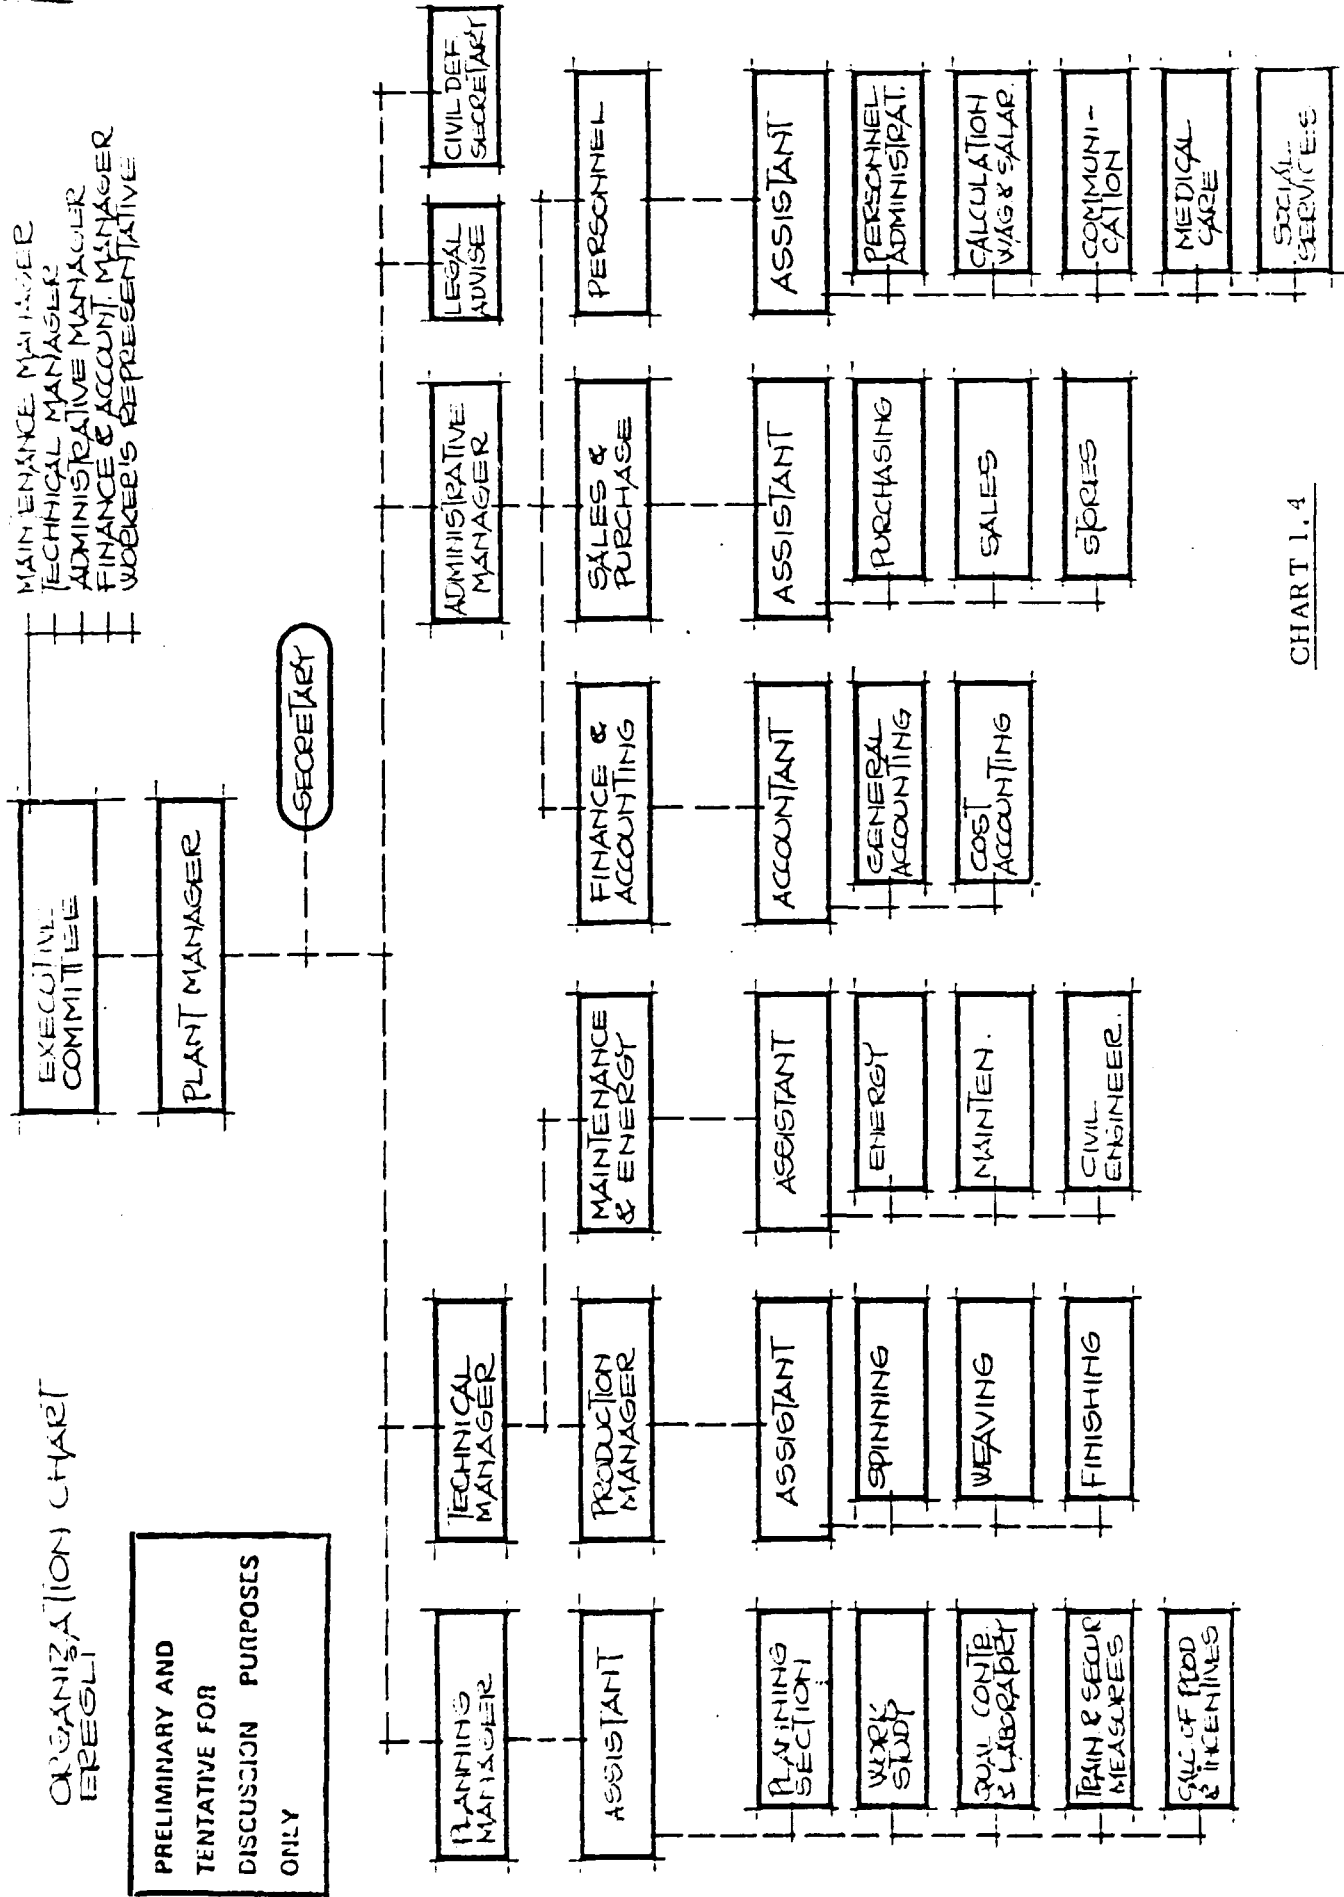 ORGANIZATION CHART
EREGLI
PRELIMINARY AND
TENTATIVE FOR
DISCUSSION PURPOSES
ONLY
EXECUTIVE
COMMITTEE
MAINTENANCE MANAGER
TECHNICAL MANAGER
ADMINISTRATIVE MANAGER
FINANCE & ACCOUNT. MANAGER
WORKER'S REPRESENTATIVE
PLANT MANAGER
SECRETARY
PLANNING
MANAGER
TECHNICAL
MANAGER
ADMINISTRATIVE
MANAGER
LEGAL
ADVISE
CIVIL DEF.
SECRETARY
ASSISTANT
PRODUCTION
MANAGER
MAINTENANCE
& ENERGY
FINANCE &
ACCOUNTING
SALES &
PURCHASE
PERSONNEL
PLANNING
SECTION
WORK
STUDY
QUAL CONTR
& LABORATORY
TRAIN & SECUR
MEASURES
CALC. OF PROD
& INCENTIVES
ASSISTANT
SPINNING
WEAVING
FINISHING
ASSISTANT
ENERGY
MAINTEN.
CIVIL
ENGINEER.
ACCOUNTANT
GENERAL
ACCOUNTING
COST
ACCOUNTING
ASSISTANT
PURCHASING
SALES
STORIES
ASSISTANT
PERSONNEL
ADMINISTRAT.
CALCULATION
WAG & SALAR.
COMMUNI-
CATION
MEDICAL
CARE
SOCIAL
SERVICES
CHART 1.4